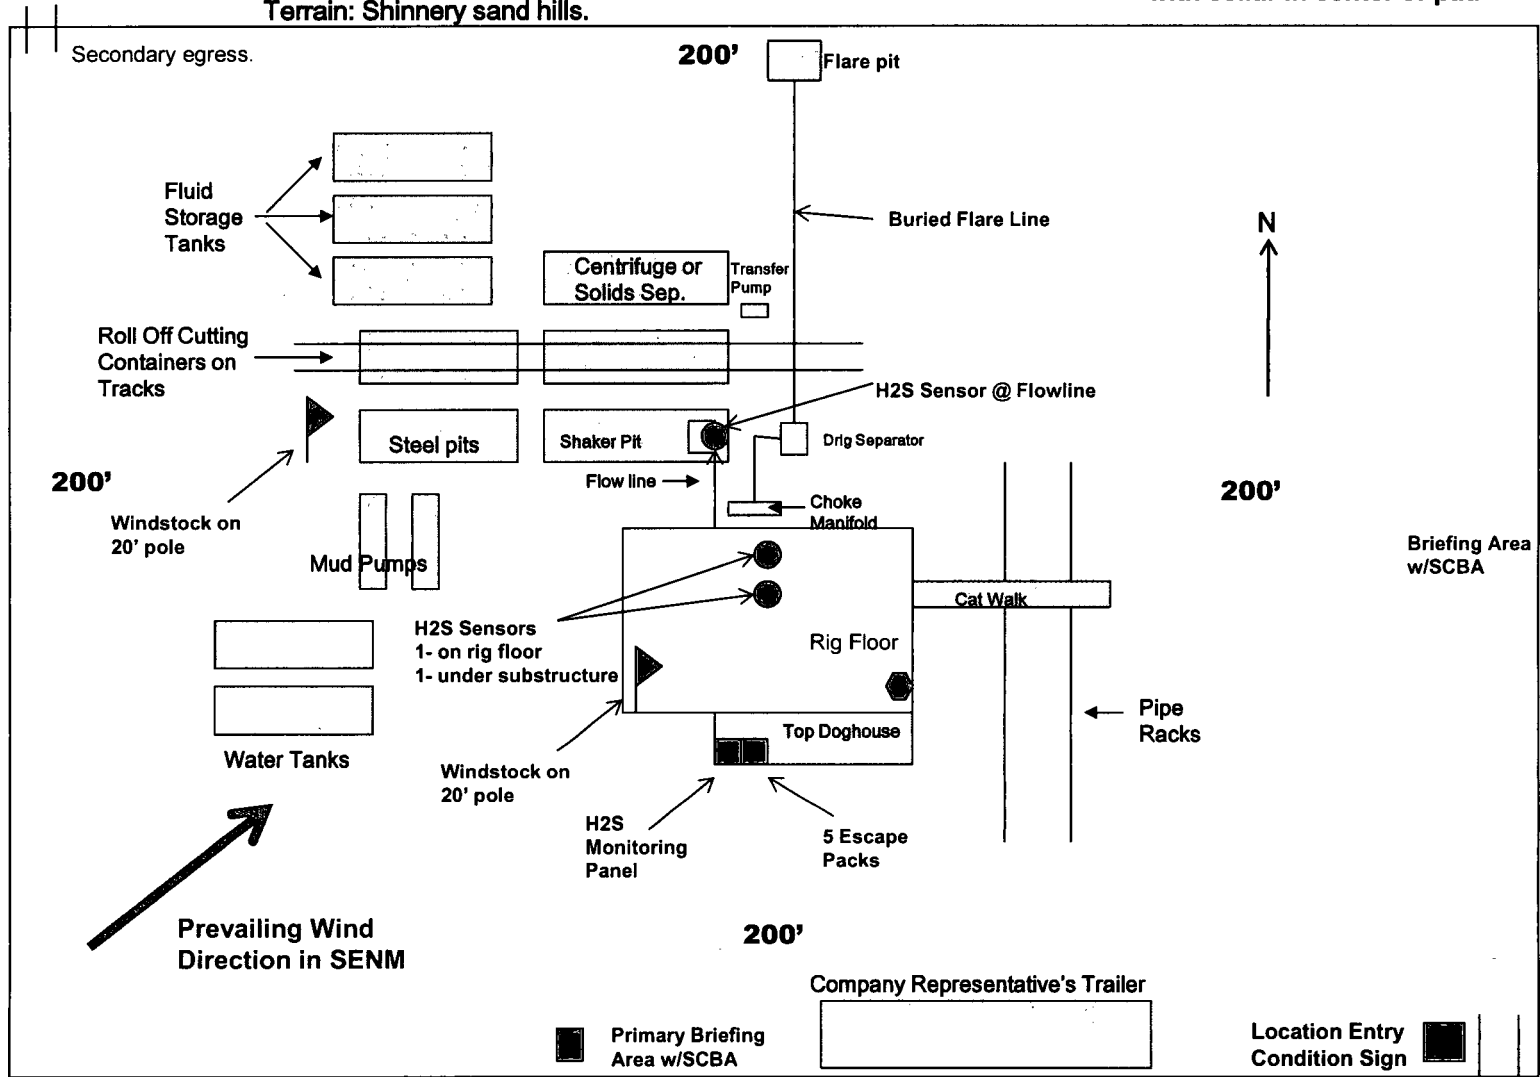 Terrain: Shinnery sand hills.
Secondary egress.
200'
Flare pit
Fluid
Storage
Tanks
Buried Flare Line
N
Centrifuge or
Solids Sep.
Transfer
Pump
Roll Off Cutting
Containers on
Tracks
H2S Sensor @ Flowline
Steel pits
Shaker Pit
Drlg Separator
200'
Flow line
200'
Windstock on
20' pole
Choke
Manifold
Mud Pumps
Briefing Area
w/SCBA
Cat Walk
H2S Sensors
1- on rig floor
1- under substructure
Rig Floor
Pipe
Racks
Top Doghouse
Water Tanks
Windstock on
20' pole
H2S
Monitoring
Panel
5 Escape
Packs
Prevailing Wind
Direction in SENM
200'
Company Representative's Trailer
Primary Briefing
Area w/SCBA
Location Entry
Condition Sign